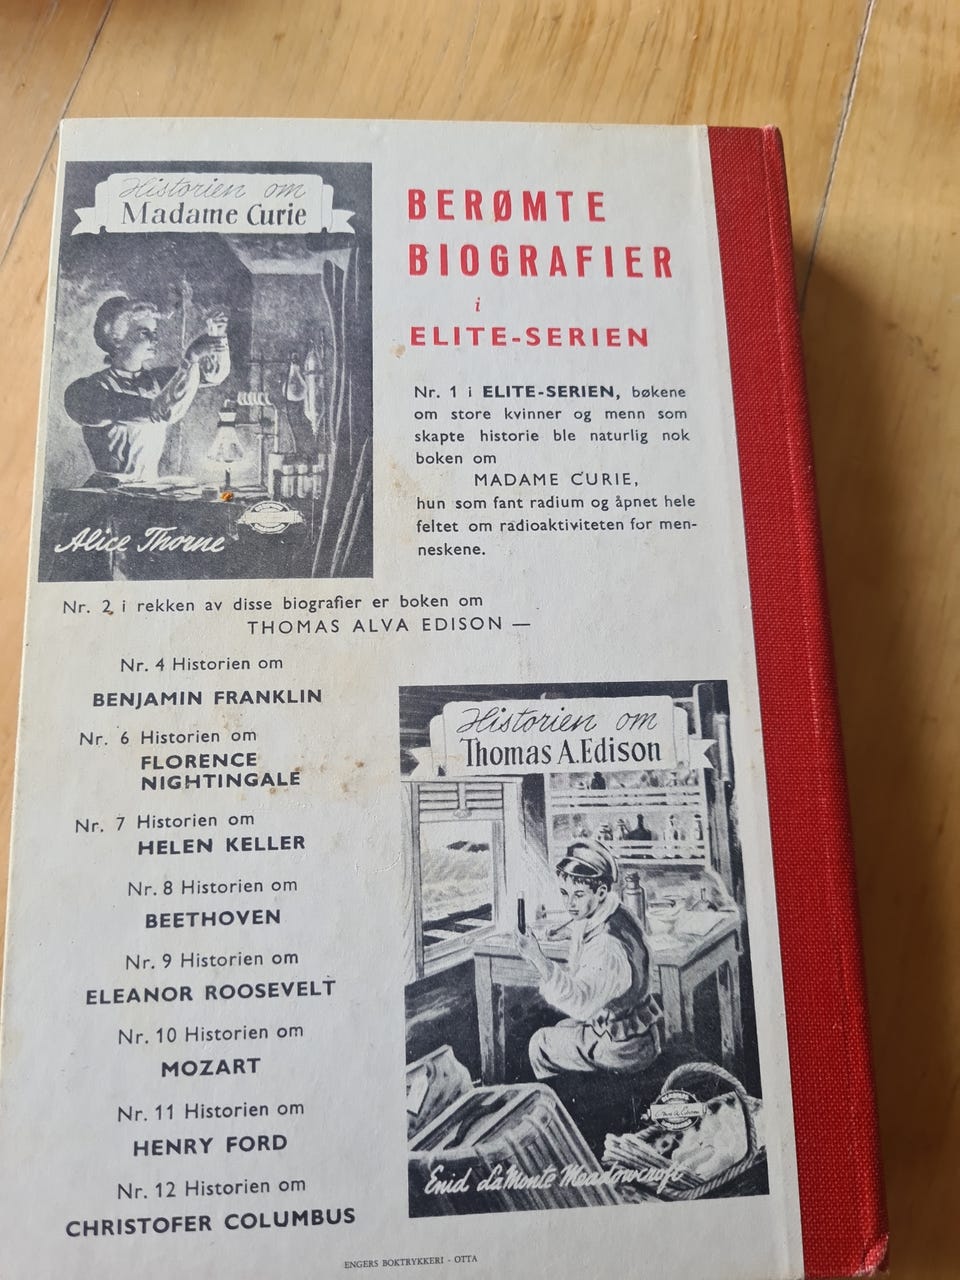 Historien om
Madame Curie
Alice Thorne
BERØMTE
BIOGRAFIER
i
ELITE-SERIEN
Nr. 1 i ELITE-SERIEN, bøkene
om store kvinner og menn som
skapte historie ble naturlig nok
boken om
MADAME CURIE,
hun som fant radium og åpnet hele
feltet om radioaktiviteten for men-
neskene.
Nr. 2 i rekken av disse biografier er boken om
THOMAS ALVA EDISON —
Nr. 4 Historien om
BENJAMIN FRANKLIN
Nr. 6 Historien om
FLORENCE
NIGHTINGALE
Nr. 7 Historien om
HELEN KELLER
Nr. 8 Historien om
BEETHOVEN
Nr. 9 Historien om
ELEANOR ROOSEVELT
Nr. 10 Historien om
MOZART
Nr. 11 Historien om
HENRY FORD
Nr. 12 Historien om
CHRISTOFER COLUMBUS
Historien om
Thomas A. Edison
Enid LaMonte Meadowcroft
ENGERS BOKTRYKKERI - OTTA